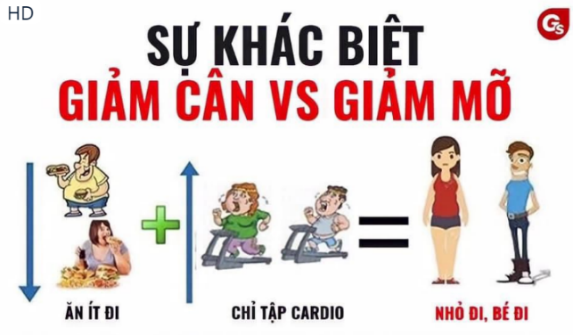 HD
GS
SỰ KHÁC BIỆT
GIẢM CÂN VS GIẢM MỠ
ĂN ÍT ĐI
CHỈ TẬP CARDIO
NHỎ ĐI, BÉ ĐI